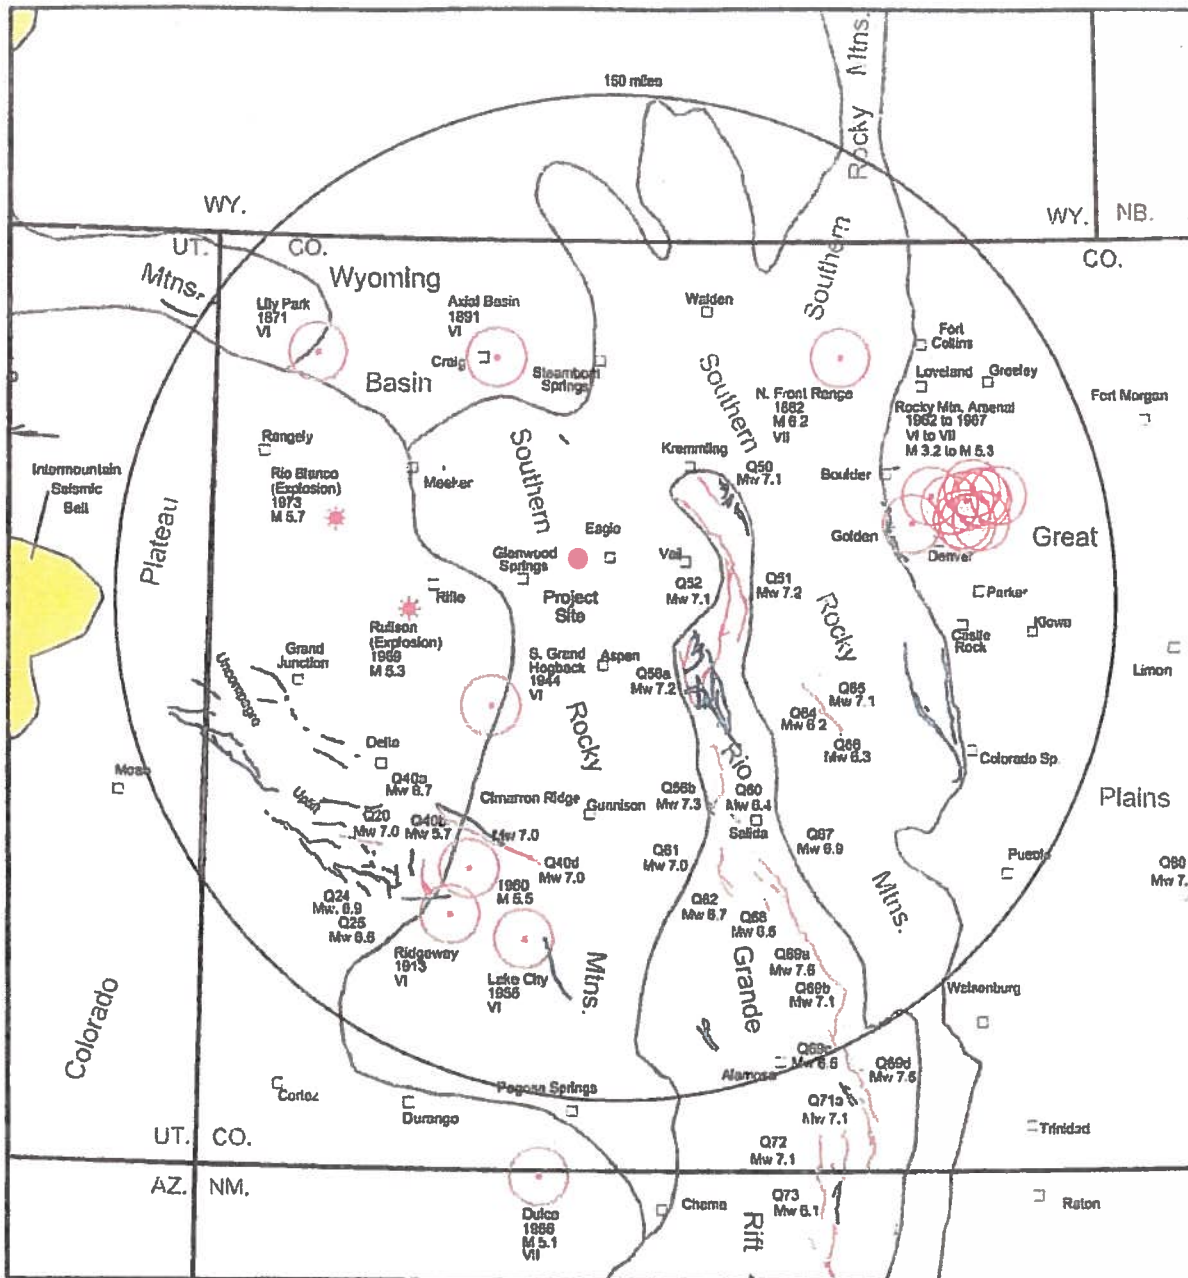 150 miles
Rocky Mtns.
WY.
WY.
NB.
UT.
CO.
CO.
Mtns.
Wyoming
Basin
Lily Park
1871
VI
Axial Basin
1891
VI
Craig
Steamboat
Springs
Walden
Southern
Fort
Collins
Loveland
Greeley
Fort Morgan
N. Front Range
1882
M 6.2
VII
Rocky Mtn. Arsenal
1962 to 1967
VI to VII
M 3.2 to M 5.3
Southern
Southern
Rangely
Meeker
Kremmling
Q50
Mw 7.1
Boulder
Intermountain
Seismic
Belt
Rio Blanco
(Explosion)
1973
M 5.7
Plateau
Eagle
Glenwood
Springs
Project
Site
Vail
Golden
Denver
Great
Q52
Mw 7.1
Q51
Mw 7.2
Rifle
Parker
Kiowa
Castle
Rock
Limon
Rulison
(Explosion)
1969
M 5.3
Grand
Junction
S. Grand
Hogback
1944
VI
Aspen
Q56a
Mw 7.2
Rocky
Rocky
Q65
Mw 7.1
Q64
Mw 6.2
Q66
Mw 6.3
Uncompagre
Uplift
Delta
Moab
Colorado Sp.
Rio
Q40a
Mw 6.7
Q20
Mw 7.0
Q40b
Mw 5.7
Cimarron Ridge
Mw 7.0
Gunnison
Q56b
Mw 7.3
Q60
Mw 6.4
Salida
Plains
Q40d
Mw 7.0
Q61
Mw 7.0
Q67
Mw 6.9
Pueblo
Mtns.
Q24
Mw. 6.9
Q25
Mw 6.6
1960
M 5.5
Q62
Mw 6.7
Q68
Mw 6.5
Ridgeway
1913
VI
Lake City
1955
VI
Mtns.
Grande
Q69a
Mw 7.6
Q69b
Mw 7.1
Walsenburg
Colorado
Q69c
Mw 6.5
Alamosa
Q69d
Mw 7.5
Cortez
Durango
Pagosa Springs
Q71a
Mw 7.1
Trinidad
UT.
CO.
Q72
Mw 7.1
AZ.
NM.
Dulce
1966
M 5.1
VII
Chama
Q73
Mw 6.1
Rift
Raton